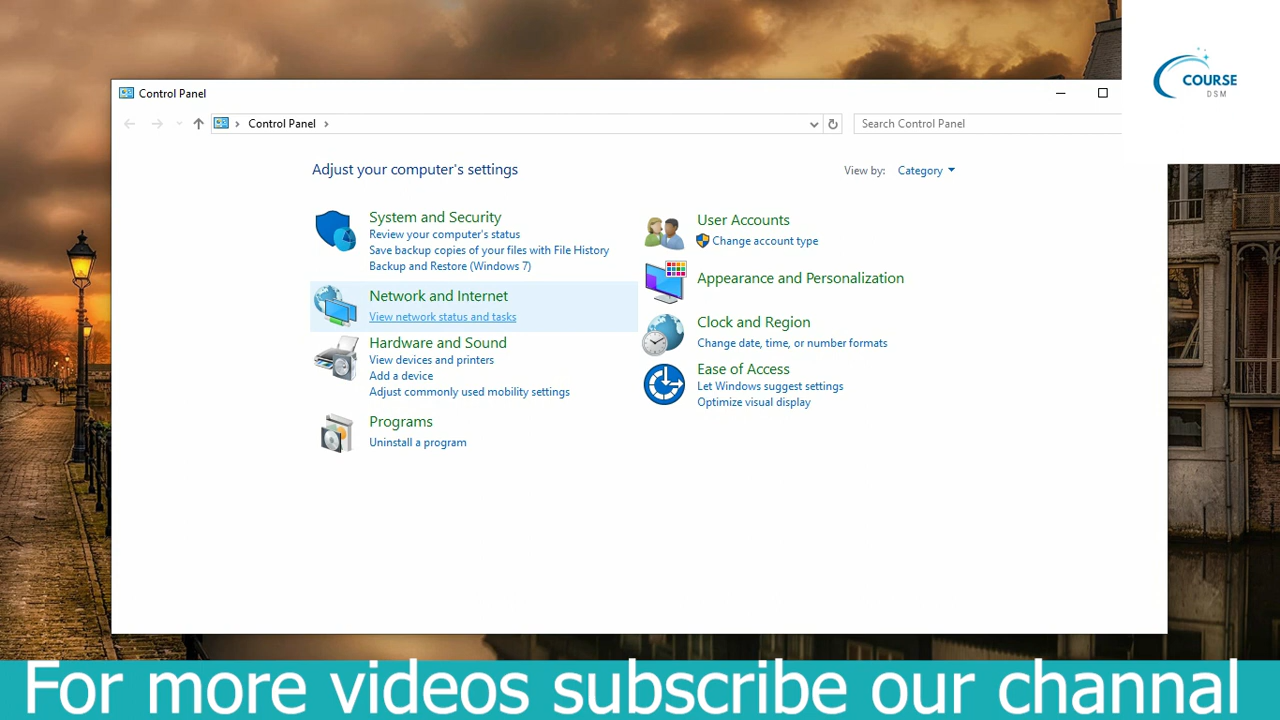 Control Panel
Control Panel
Search Control Panel
COURSE
DSM
Adjust your computer's settings
View by: Category
System and Security
Review your computer's status
Save backup copies of your files with File History
Backup and Restore (Windows 7)
Network and Internet
View network status and tasks
Hardware and Sound
View devices and printers
Add a device
Adjust commonly used mobility settings
Programs
Uninstall a program
User Accounts
Change account type
Appearance and Personalization
Clock and Region
Change date, time, or number formats
Ease of Access
Let Windows suggest settings
Optimize visual display
For more videos subscribe our channal